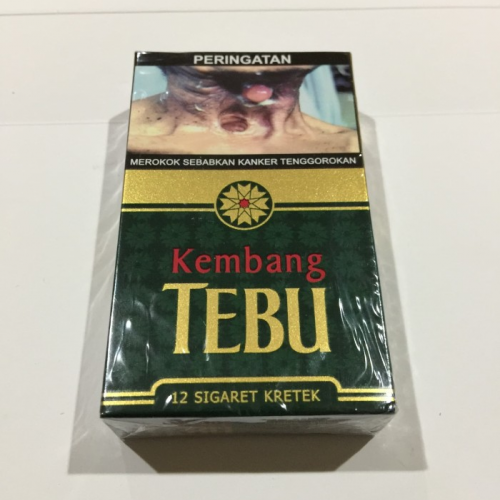 PERINGATAN
MEROKOK SEBABKAN KANKER TENGGOROKAN
Kembang
TEBU
12 SIGARET KRETEK